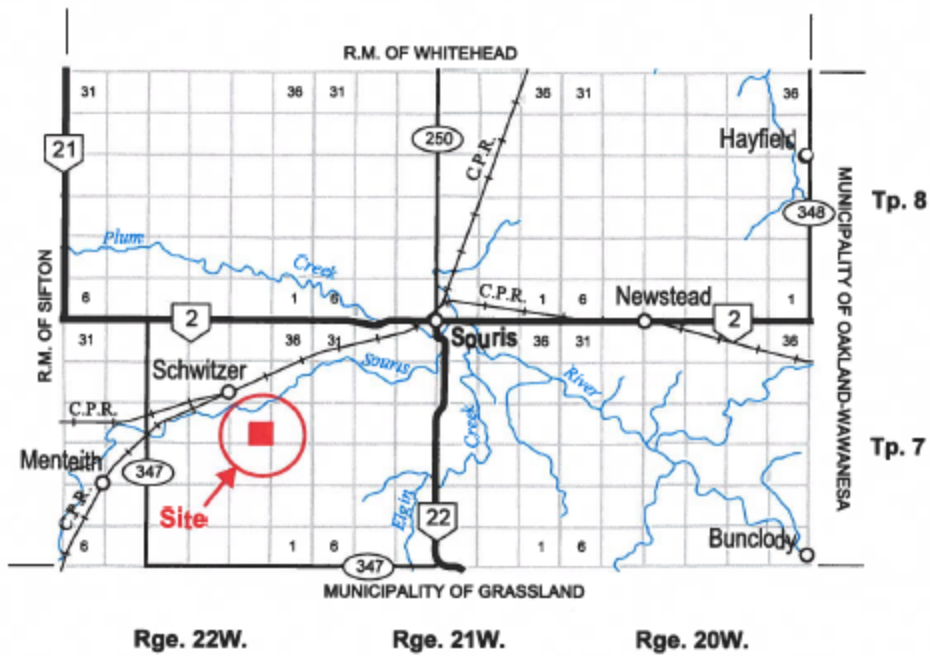 R.M. OF WHITEHEAD
31
36
31
36
31
36
21
250
C.P.R.
Hayfield
348
Tp. 8
MUNICIPALITY OF OAKLAND-WAWANESA
R.M. OF SIFTON
Plum
Creek
6
1
6
C.P.R.
1
6
Newstead
1
2
2
Souris
31
36
31
36
31
36
Schwitzer
Souris
River
C.P.R.
Creek
Tp. 7
Menteith
347
C.P.R.
Site
Elgin
22
6
1
6
1
6
Bunclody
347
MUNICIPALITY OF GRASSLAND
Rge. 22W.
Rge. 21W.
Rge. 20W.